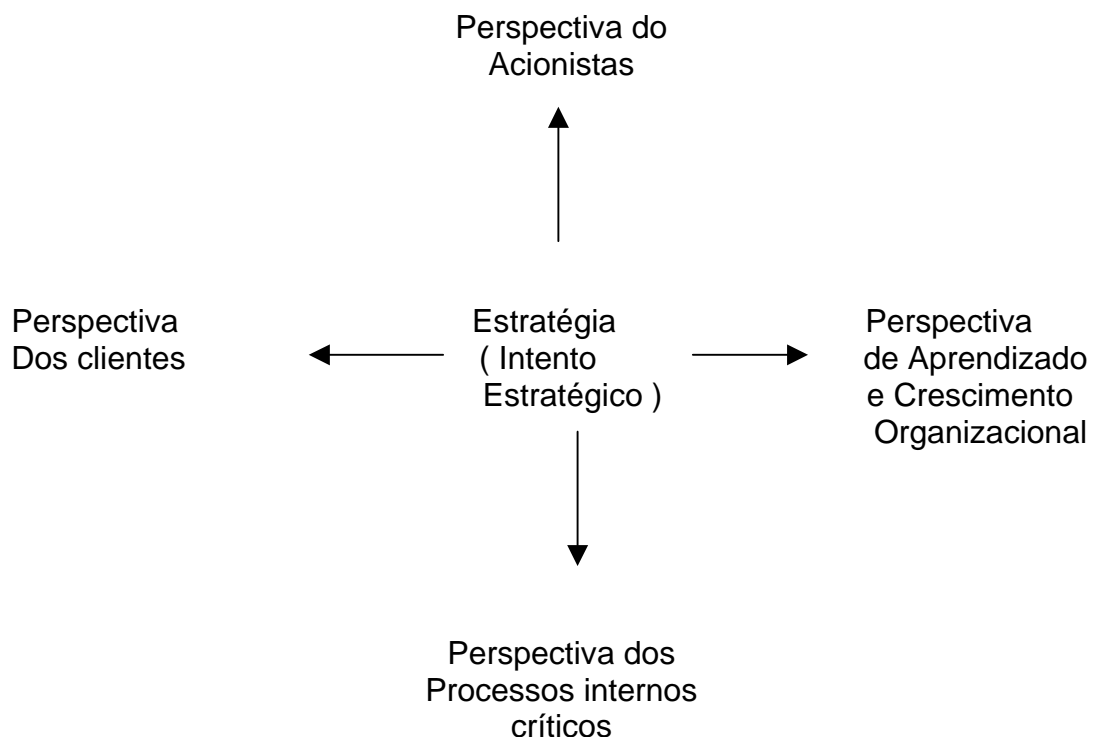 Perspectiva do
Acionistas
Perspectiva
Dos clientes
Estratégia
( Intento
Estratégico )
Perspectiva
de Aprendizado
e Crescimento
Organizacional
Perspectiva dos
Processos internos
críticos